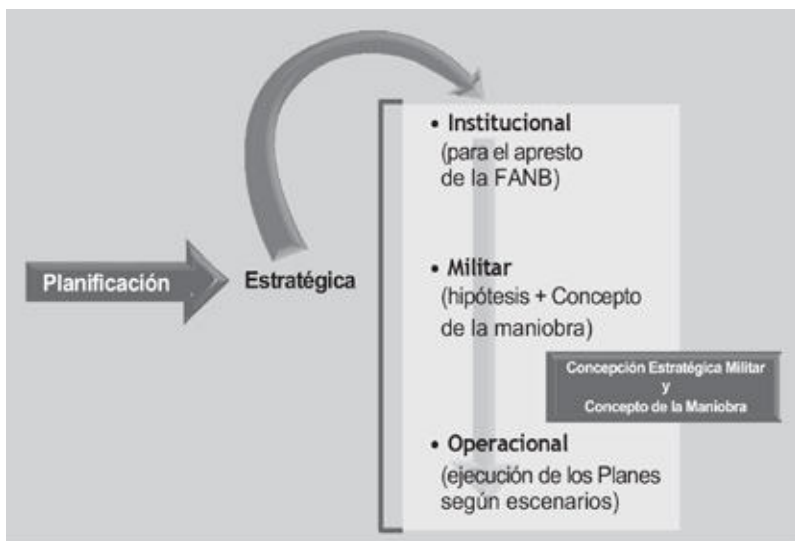 Planificación
Estratégica
• Institucional
(para el apresto
de la FANB)
• Militar
(hipótesis + Concepto
de la maniobra)
Concepción Estratégica Militar
y
Concepto de la Maniobra
• Operacional
(ejecución de los Planes
según escenarios)